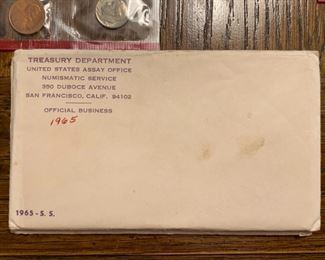 TREASURY DEPARTMENT
UNITED STATES ASSAY OFFICE
NUMISMATIC SERVICE
350 DUBOCE AVENUE
SAN FRANCISCO, CALIF. 94102
OFFICIAL BUSINESS
1965
1965-S. S.